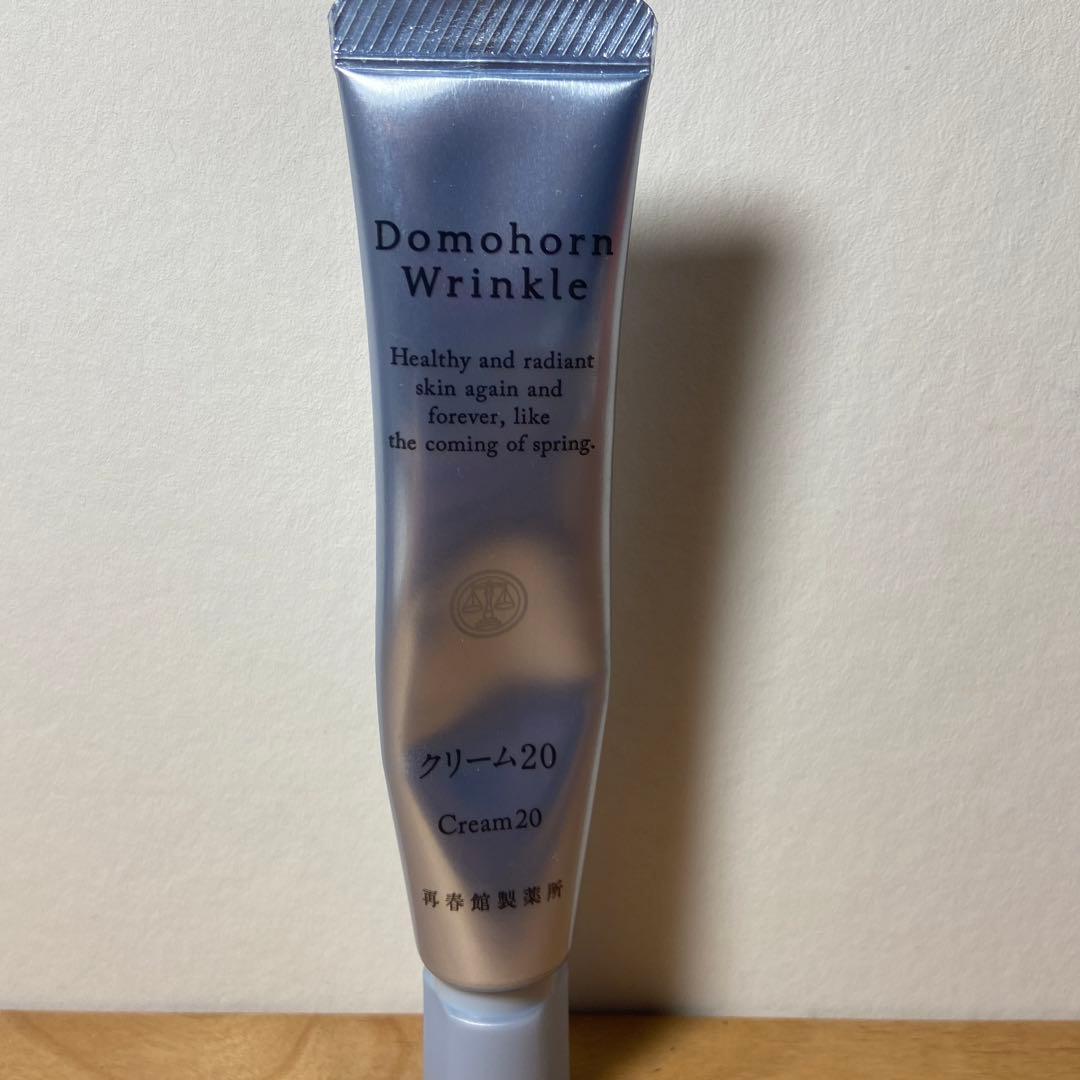 Domohorn
Wrinkle
Healthy and radiant
skin again and
forever, like
the coming of spring.
クリーム20
Cream20
再春館製薬所